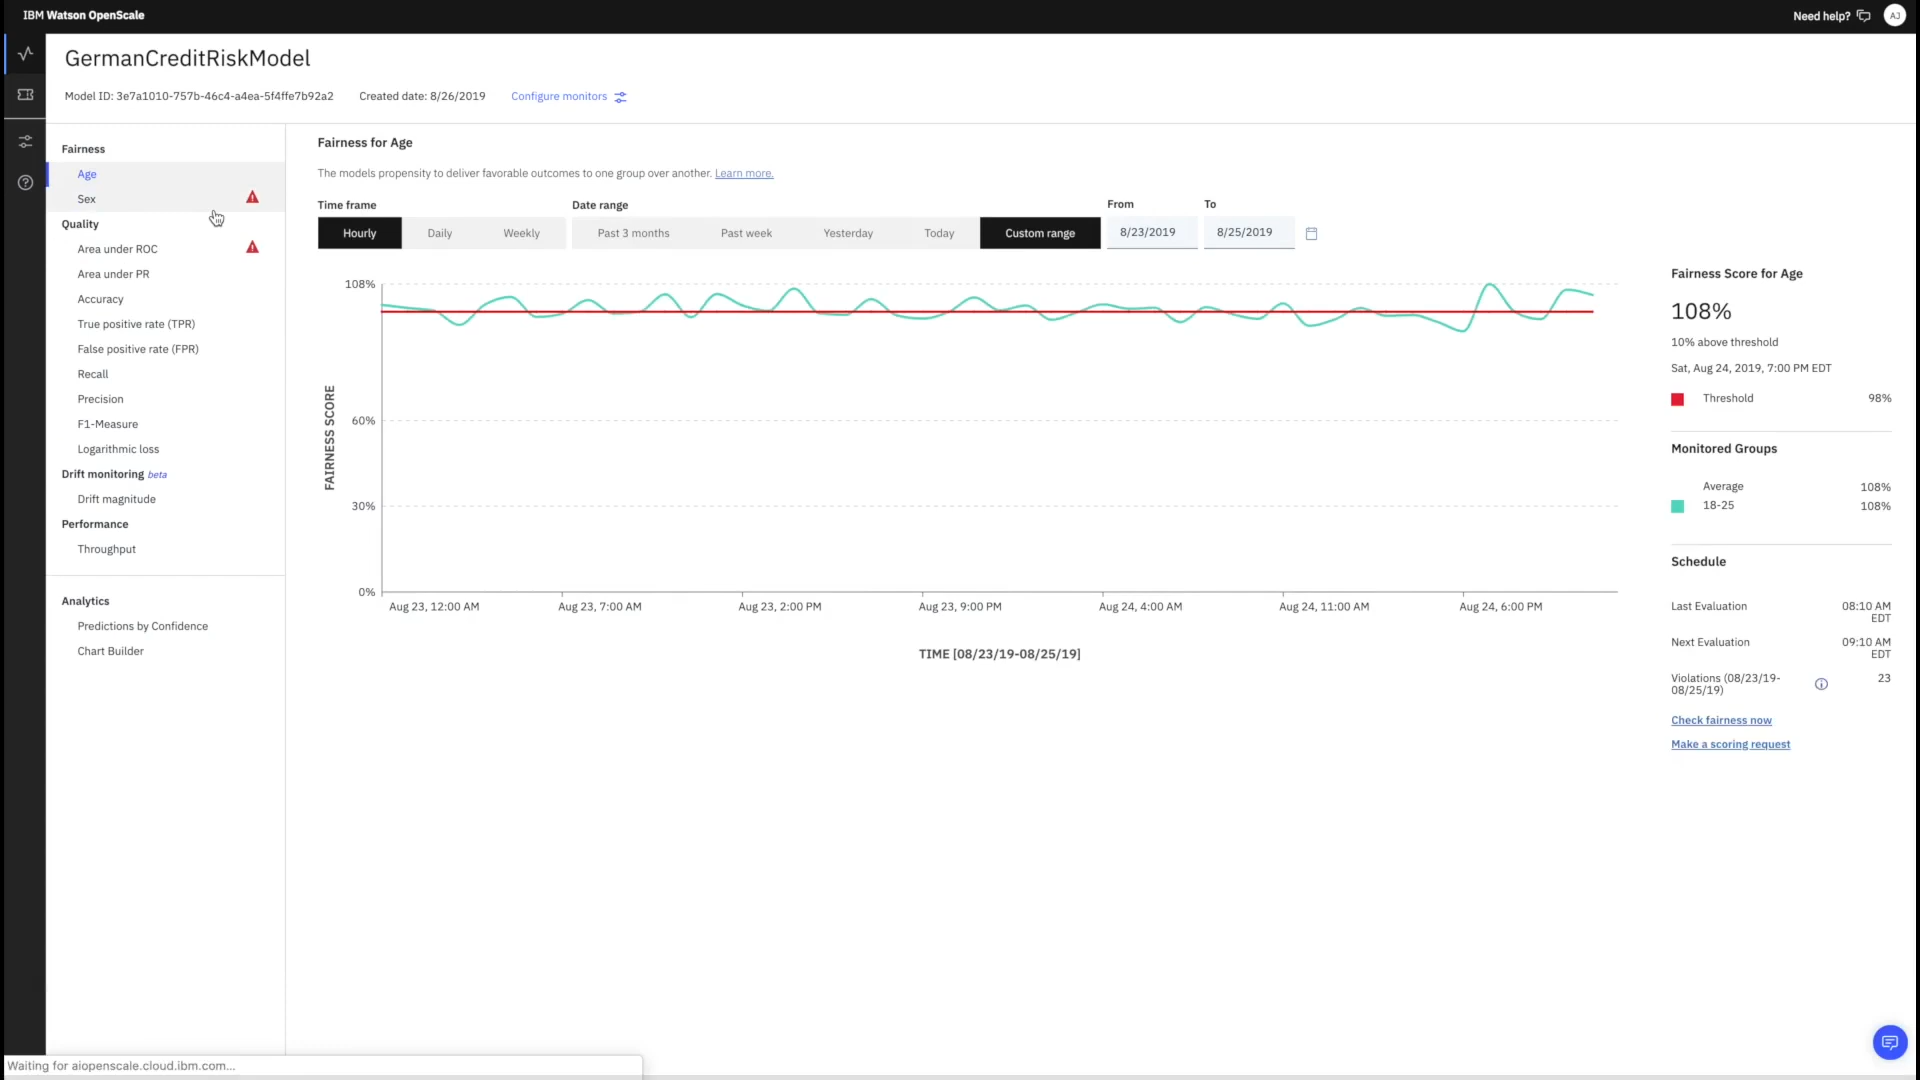 IBM Watson OpenScale
Need help?
AJ
GermanCreditRiskModel
Model ID: 3e7a1010-757b-46c4-a4ea-5f4ffe7b92a2 Created date: 8/26/2019 Configure monitors
Fairness
Age
Sex
Quality
Area under ROC
Area under PR
Accuracy
True positive rate (TPR)
False positive rate (FPR)
Recall
Precision
F1-Measure
Logarithmic loss
Drift monitoring beta
Drift magnitude
Performance
Throughput
Analytics
Predictions by Confidence
Chart Builder
Fairness for Age
The models propensity to deliver favorable outcomes to one group over another. Learn more.
Time frame
Hourly Daily Weekly
Date range
Past 3 months Past week Yesterday Today Custom range
From
8/23/2019
To
8/25/2019
108%
60%
30%
0%
FAIRNESS SCORE
Aug 23, 12:00 AM Aug 23, 7:00 AM Aug 23, 2:00 PM Aug 23, 9:00 PM Aug 24, 4:00 AM Aug 24, 11:00 AM Aug 24, 6:00 PM
TIME [08/23/19-08/25/19]
Fairness Score for Age
108%
10% above threshold
Sat, Aug 24, 2019, 7:00 PM EDT
Threshold 98%
Monitored Groups
Average 108%
18-25 108%
Schedule
Last Evaluation 08:10 AM
EDT
Next Evaluation 09:10 AM
EDT
Violations (08/23/19- 23
08/25/19)
Check fairness now
Make a scoring request
Waiting for aiopenscale.cloud.ibm.com...